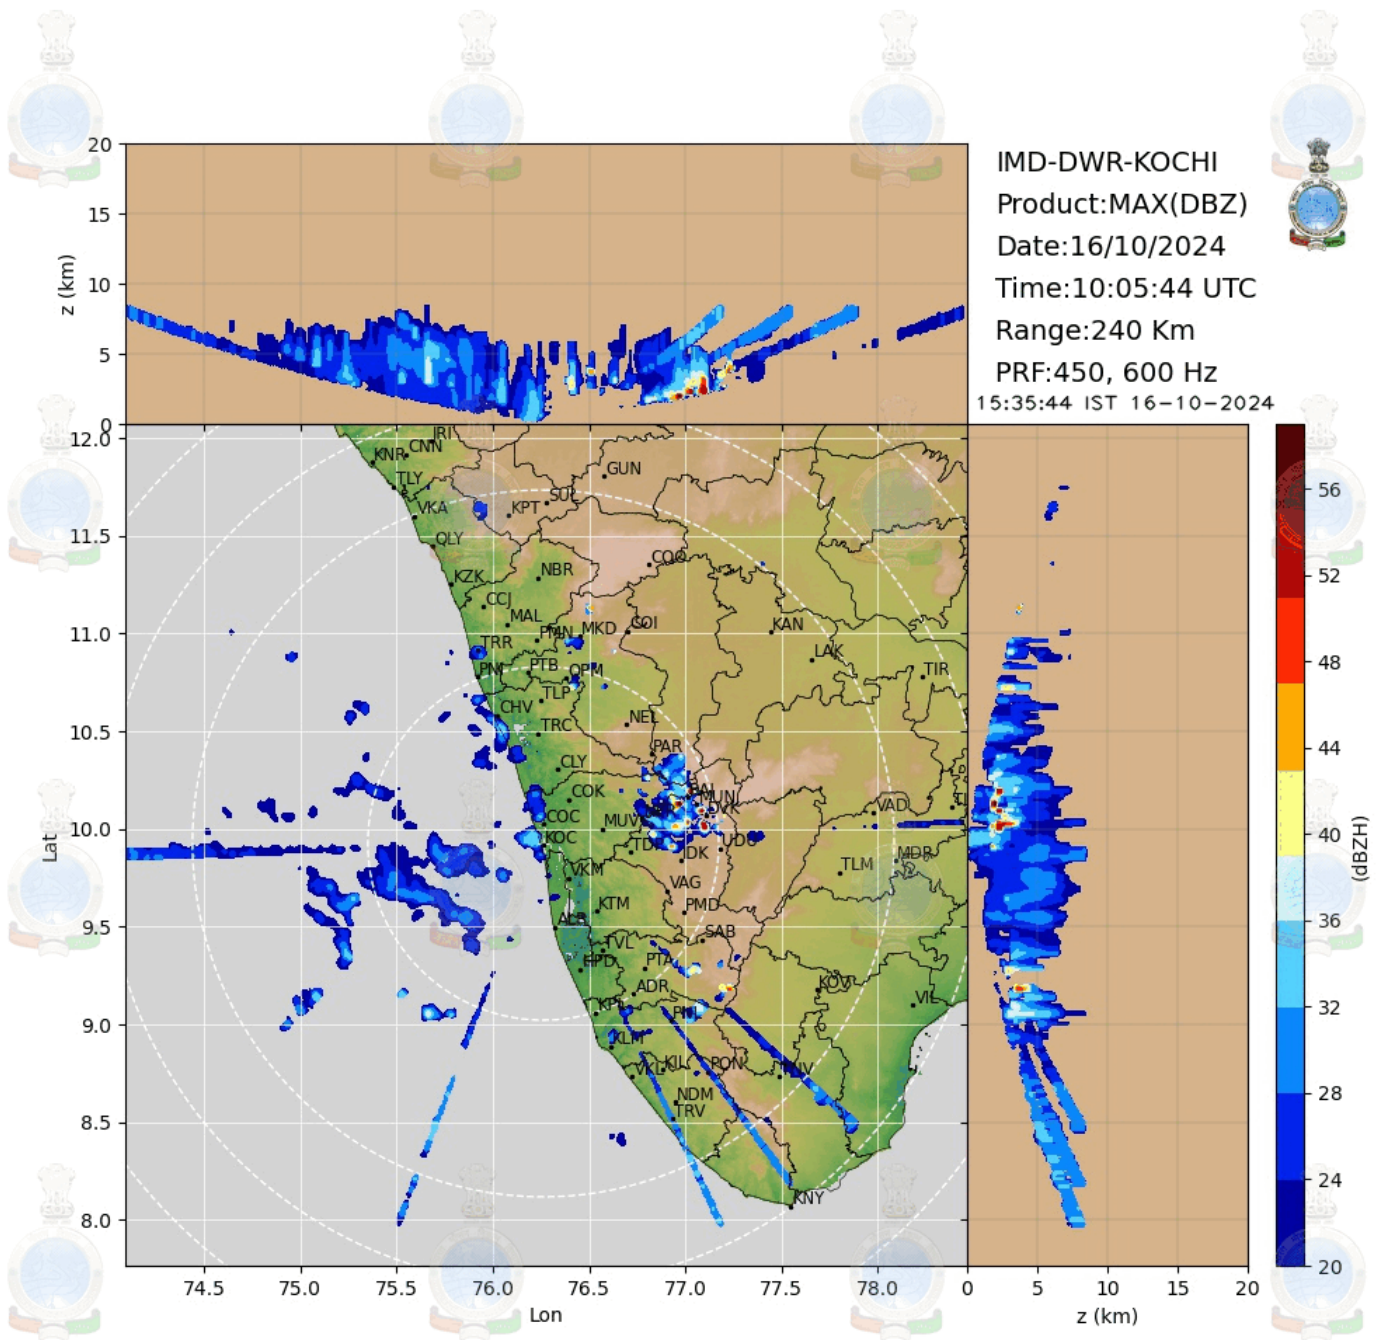 IMD-DWR-KOCHI
Product:MAX(DBZ)
Date:16/10/2024
Time:10:05:44 UTC
Range:240 Km
PRF:450, 600 Hz
15:35:44 IST 16-10-2024
20
15
10
5
0
z (km)
12.0
11.5
11.0
10.5
10.0
9.5
9.0
8.5
8.0
Lat
IRI
CNN
KNR
TLY
VKA
QLY
KZK
CCJ
MAL
TRR
PNI
CHV
GUN
SUL
KPT
COO
NBR
PMN
MKD
COI
KAN
LAK
TIR
PTB
OPM
TLP
TRC
NEL
PAR
CLY
COK
COC
KOC
MUV
MUN
DVK
UDU
IDK
VAD
TLM
MDR
VKM
VAG
KTM
PMD
ALP
SAB
TVL
HPD
PTA
ADR
KOV
VIL
KLM
VKL
KIL
PON
NDM
TRV
KNY
74.5 75.0 75.5 76.0 76.5 77.0 77.5 78.0
Lon
0 5 10 15 20
z (km)
56
52
48
44
40
36
32
28
24
20
(dBZH)